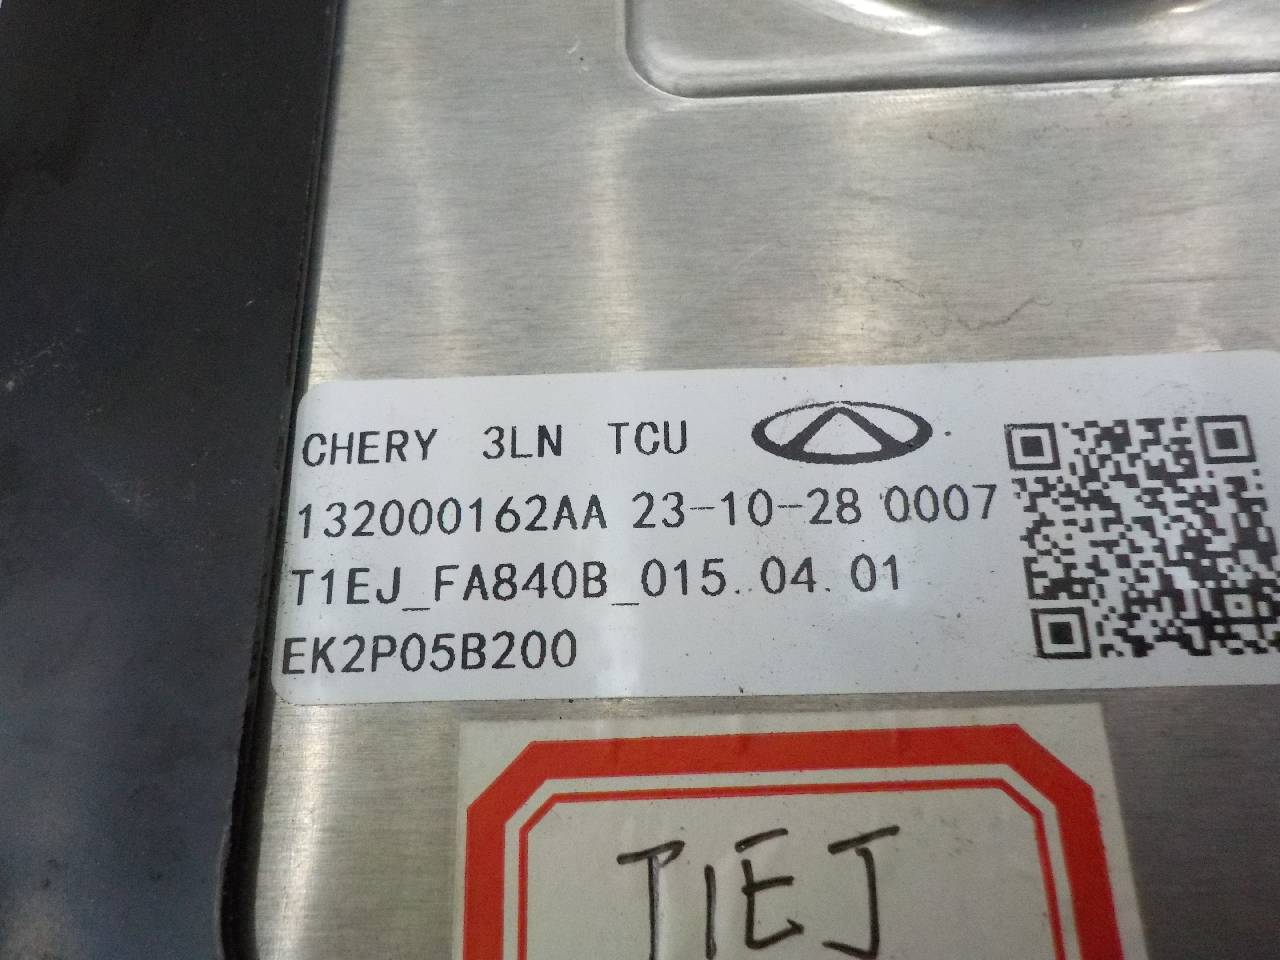 CHERY 3LN TCU
132000162AA 23-10-28 0007
T1EJ_FA840B_015.04.01
EK2P05B200
T1EJ